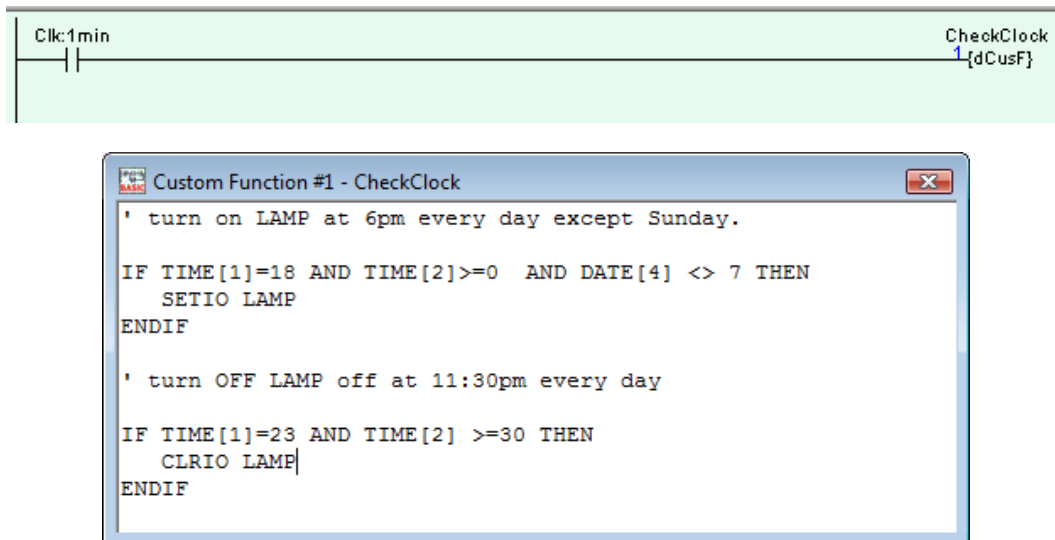 Clk:1min CheckClock
1 {dCusF}
Custom Function #1 - CheckClock
' turn on LAMP at 6pm every day except Sunday.
IF TIME[1]=18 AND TIME[2]>=0  AND DATE[4] <> 7 THEN
   SETIO LAMP
ENDIF
' turn OFF LAMP off at 11:30pm every day
IF TIME[1]=23 AND TIME[2] >=30 THEN
   CLRIO LAMP
ENDIF